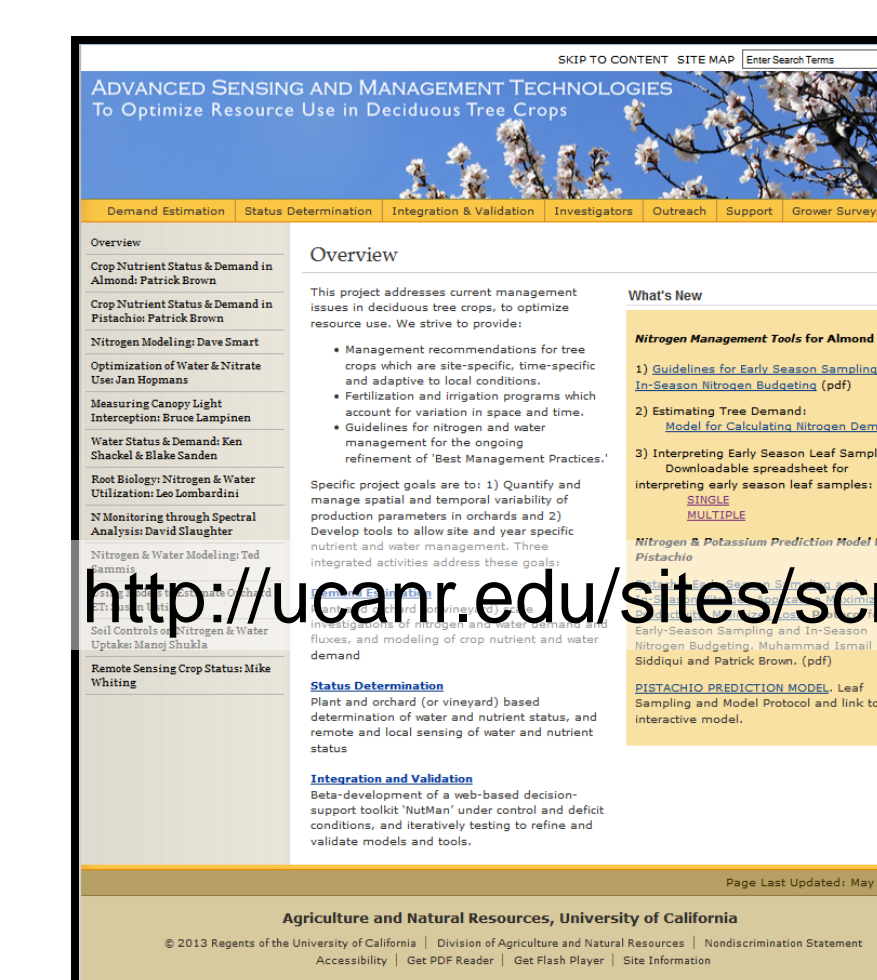 SKIP TO CONTENT SITE MAP Enter Search Terms
ADVANCED SENSING AND MANAGEMENT TECHNOLOGIES
To Optimize Resource Use in Deciduous Tree Crops
Demand Estimation Status Determination Integration & Validation Investigators Outreach Support Grower Survey
Overview
Crop Nutrient Status & Demand in
Almond: Patrick Brown
Crop Nutrient Status & Demand in
Pistachio: Patrick Brown
Nitrogen Modeling: Dave Smart
Optimization of Water & Nitrate
Use: Jan Hopmans
Measuring Canopy Light
Interception: Bruce Lampinen
Water Status & Demand: Ken
Shackel & Blake Sanden
Root Biology: Nitrogen & Water
Utilization: Leo Lombardini
N Monitoring through Spectral
Analysis: David Slaughter
Nitrogen & Water Modeling: Ted
Sammis
Soil Controls on Nitrogen & Water
Uptake: Manoj Shukla
Remote Sensing Crop Status: Mike
Whiting
Overview
This project addresses current management
issues in deciduous tree crops, to optimize
resource use. We strive to provide:
• Management recommendations for tree
crops which are site-specific, time-specific
and adaptive to local conditions.
• Fertilization and irrigation programs which
account for variation in space and time.
• Guidelines for nitrogen and water
management for the ongoing
refinement of 'Best Management Practices.'
Specific project goals are to: 1) Quantify and
manage spatial and temporal variability of
production parameters in orchards and 2)
Develop tools to allow site and year specific
nutrient and water management. Three
integrated activities address these goals:
http://ucanr.edu/sites/scr
Demand Estimation
investigations of nitrogen and water demand and
fluxes, and modeling of crop nutrient and water
demand
Status Determination
Plant and orchard (or vineyard) based
determination of water and nutrient status, and
remote and local sensing of water and nutrient
status
Integration and Validation
Beta-development of a web-based decision-
support toolkit 'NutMan' under control and deficit
conditions, and iteratively testing to refine and
validate models and tools.
What's New
Nitrogen Management Tools for Almond
1) Guidelines for Early Season Sampling
In-Season Nitrogen Budgeting (pdf)
2) Estimating Tree Demand:
Model for Calculating Nitrogen Dem
3) Interpreting Early Season Leaf Sampl
Downloadable spreadsheet for
interpreting early season leaf samples:
SINGLE
MULTIPLE
Nitrogen & Potassium Prediction Model
Pistachio
Early-Season Sampling and In-Season
Nitrogen Budgeting. Muhammad Ismail
Siddiqui and Patrick Brown. (pdf)
PISTACHIO PREDICTION MODEL. Leaf
Sampling and Model Protocol and link to
interactive model.
Page Last Updated: May
Agriculture and Natural Resources, University of California
© 2013 Regents of the University of California | Division of Agriculture and Natural Resources | Nondiscrimination Statement
Accessibility | Get PDF Reader | Get Flash Player | Site Information